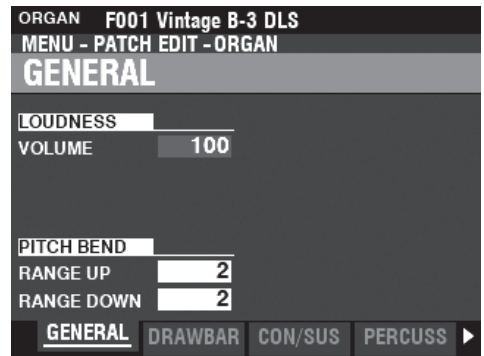 ORGAN F001 Vintage B-3 DLS
MENU - PATCH EDIT - ORGAN
GENERAL
LOUDNESS
VOLUME 100
PITCH BEND
RANGE UP 2
RANGE DOWN 2
GENERAL DRAWBAR CON/SUS PERCUSS